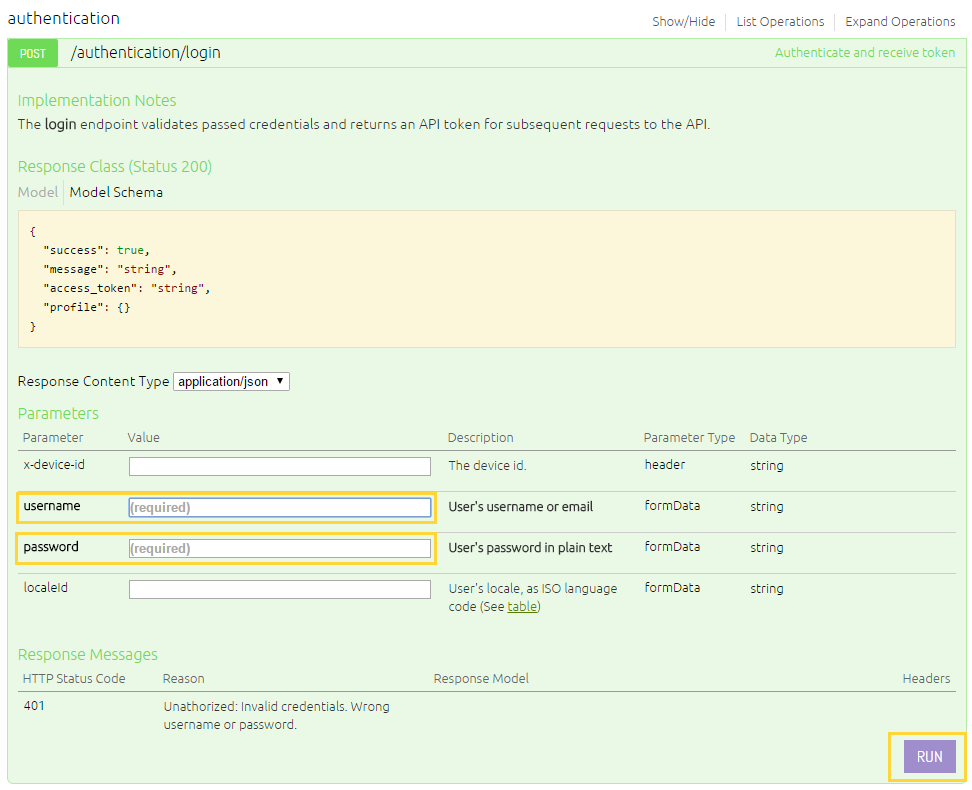 authentication
Show/Hide List Operations Expand Operations
POST /authentication/login Authenticate and receive token
Implementation Notes
The login endpoint validates passed credentials and returns an API token for subsequent requests to the API.
Response Class (Status 200)
Model Model Schema
{
"success": true,
"message": "string",
"access_token": "string",
"profile": {}
}
Response Content Type application/json
Parameters
Parameter Value Description Parameter Type Data Type
x-device-id The device id. header string
username (required) User's username or email formData string
password (required) User's password in plain text formData string
localeId User's locale, as ISO language formData string
code (See table)
Response Messages
HTTP Status Code Reason Response Model Headers
401 Unathorized: Invalid credentials. Wrong
username or password.
RUN